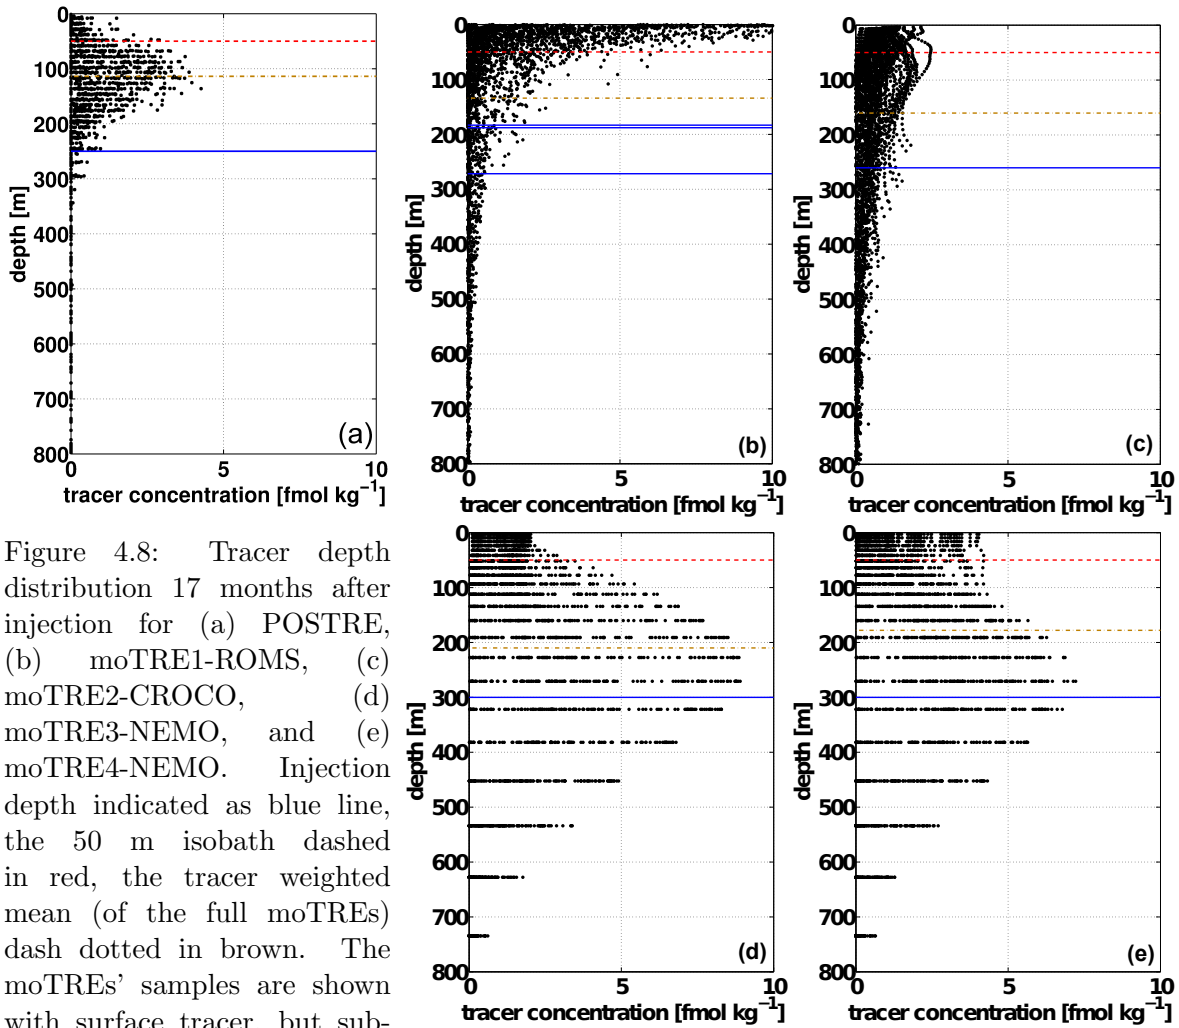 0
100
200
300
400
500
600
700
800
depth [m]
0 5 10
tracer concentration [fmol kg⁻¹]
(a)
0
100
200
300
400
500
600
700
800
depth [m]
0 5 10
tracer concentration [fmol kg⁻¹]
(b)
0
100
200
300
400
500
600
700
800
depth [m]
0 5 10
tracer concentration [fmol kg⁻¹]
(c)
Figure 4.8: Tracer depth
distribution 17 months after
injection for (a) POSTRE,
(b) moTRE1-ROMS, (c)
moTRE2-CROCO, (d)
moTRE3-NEMO, and (e)
moTRE4-NEMO. Injection
depth indicated as blue line,
the 50 m isobath dashed
in red, the tracer weighted
mean (of the full moTREs)
dash dotted in brown. The
moTREs' samples are shown
with surface tracer, but sub-
0
100
200
300
400
500
600
700
800
depth [m]
0 5 10
tracer concentration [fmol kg⁻¹]
(d)
0
100
200
300
400
500
600
700
800
depth [m]
0 5 10
tracer concentration [fmol kg⁻¹]
(e)